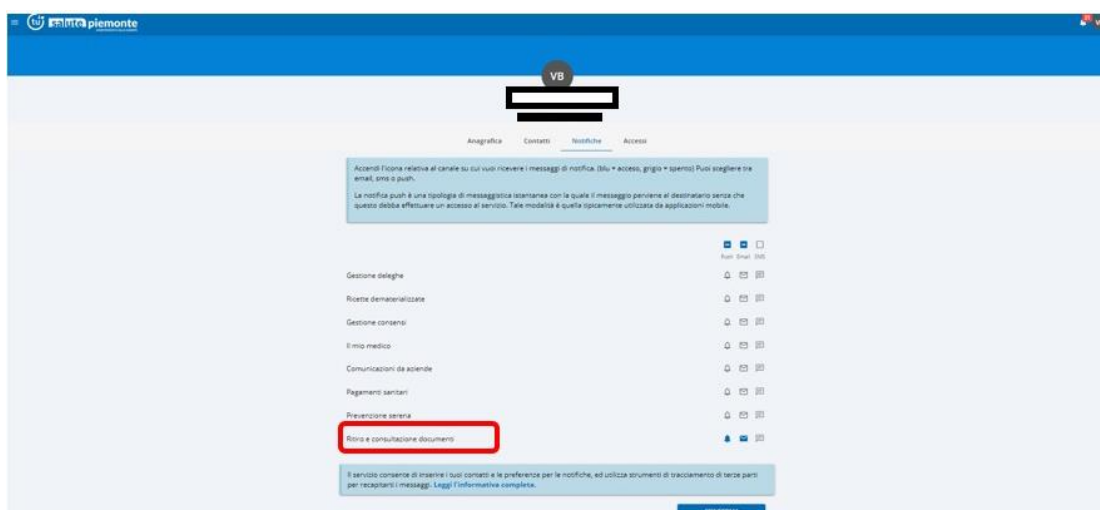 tu salute piemonte
VB
Anagrafica Contatti Notifiche Accessi
Accendi l'icona relativa al canale su cui vuoi ricevere i messaggi di notifica. (blu = acceso, grigio = spento) Puoi scegliere tra
email, sms o push.
La notifica push è una tipologia di messaggistica istantanea con la quale il messaggio perviene al destinatario senza che
questo debba effettuare un accesso al servizio. Tale modalità è quella tipicamente utilizzata da applicazioni mobile.
Push Email SMS
Gestione deleghe
Ricette dematerializzate
Gestione consensi
Il mio medico
Comunicazioni da aziende
Pagamenti sanitari
Prevenzione serena
Ritiro e consultazione documenti
Il servizio consente di inserire i tuoi contatti e le preferenze per le notifiche, ed utilizza strumenti di tracciamento di terze parti
per recapitarti i messaggi. Leggi l'informativa completa.